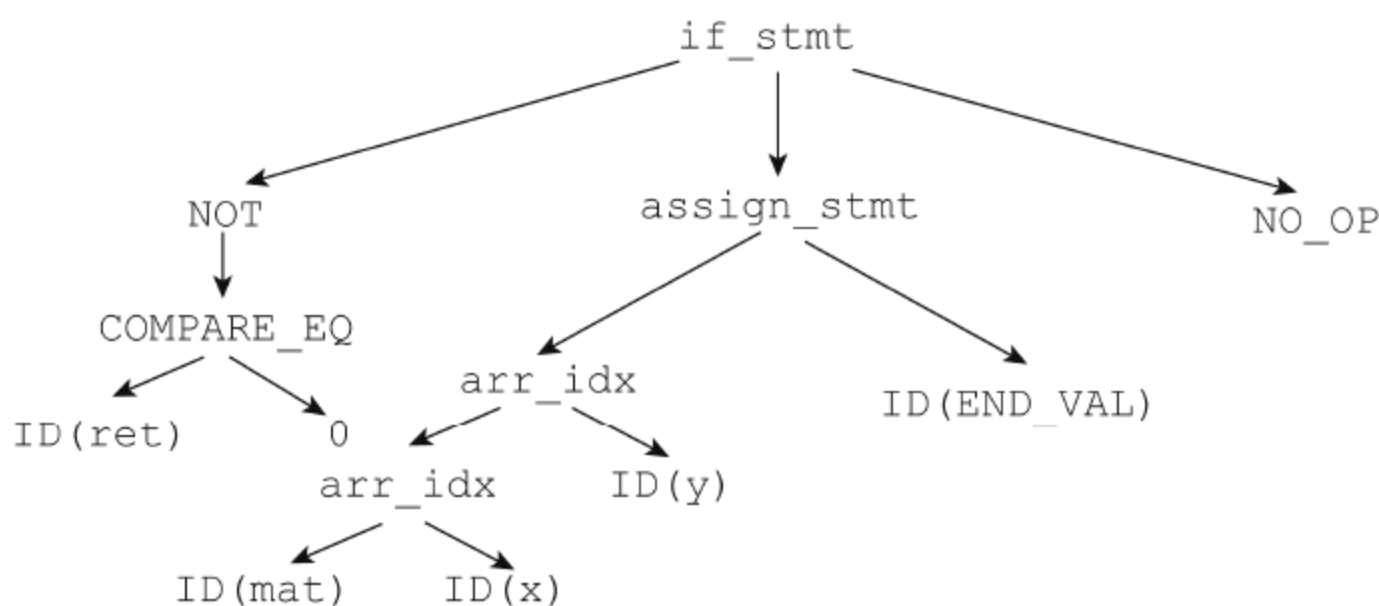 if_stmt
NOT
assign_stmt
NO_OP
COMPARE_EQ
arr_idx
ID(END_VAL)
ID(ret)
0
arr_idx
ID(y)
ID(mat)
ID(x)